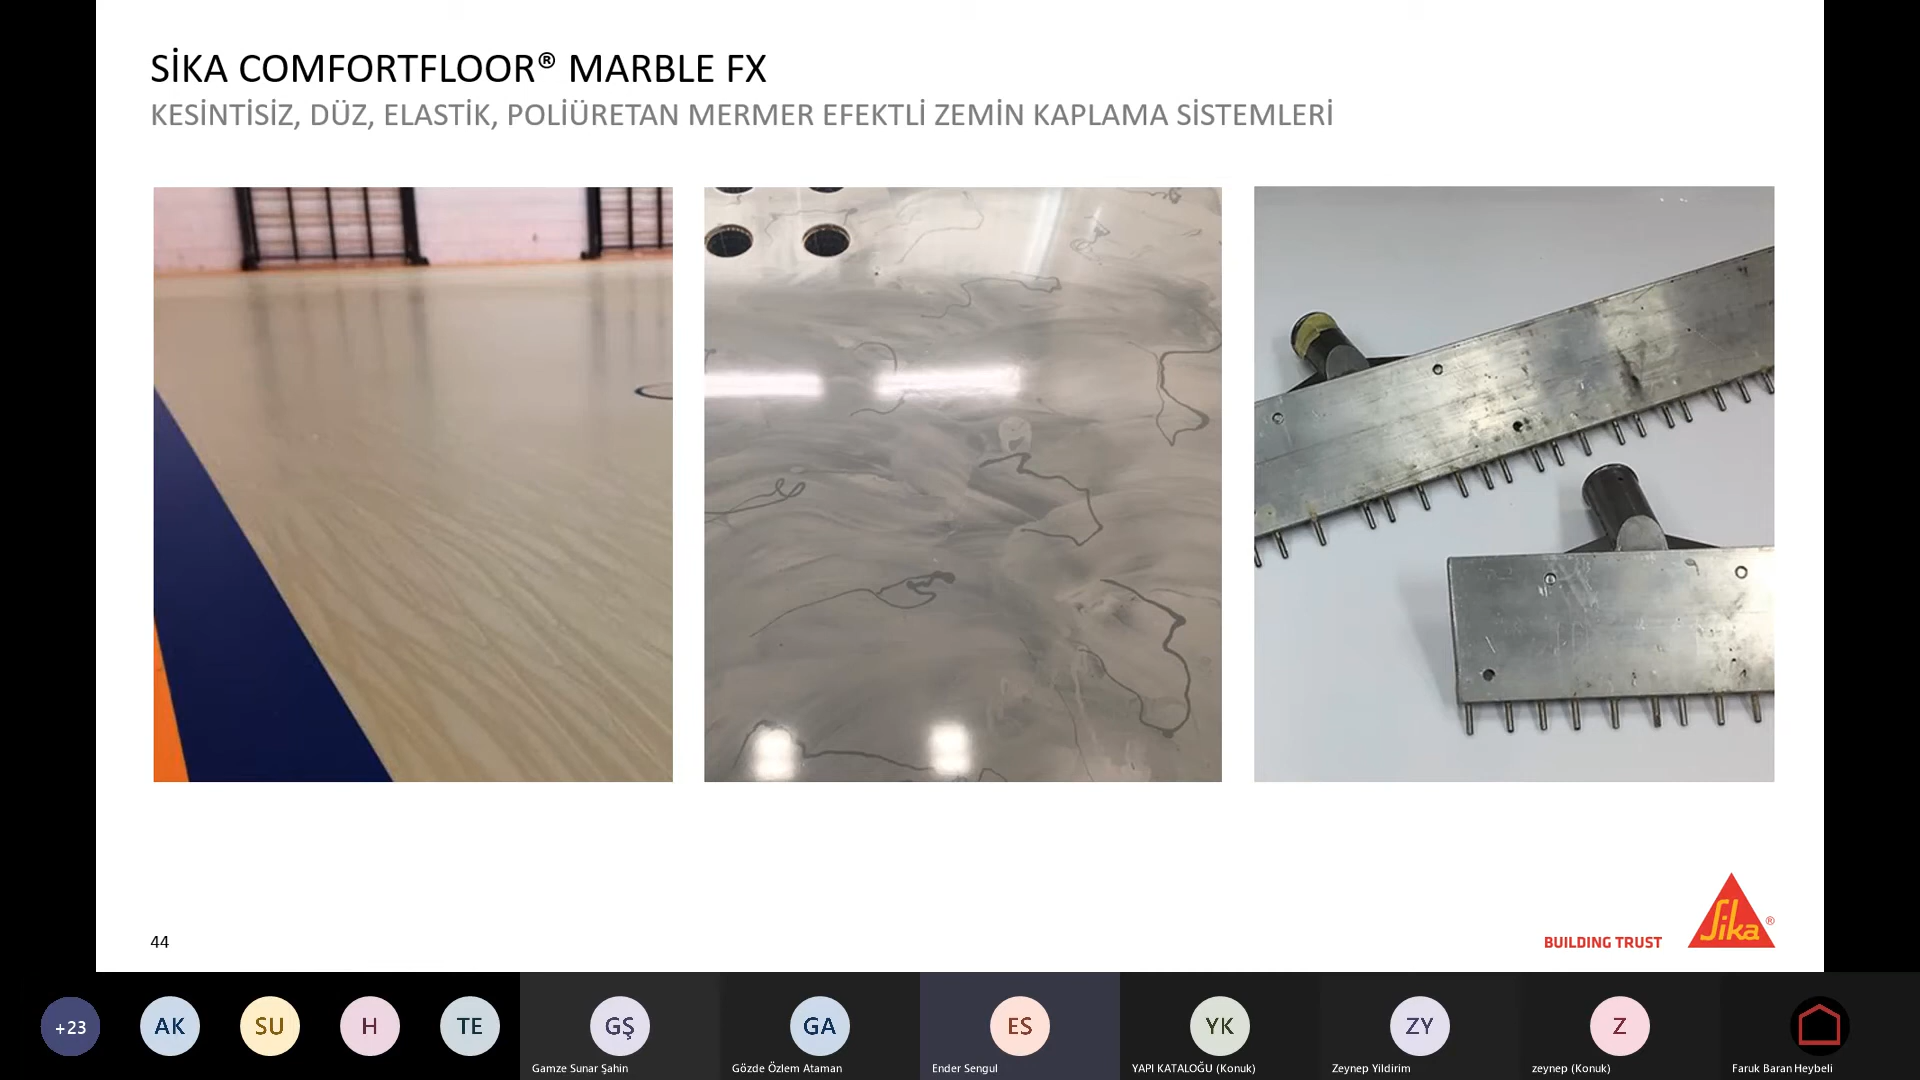 SİKA COMFORTFLOOR® MARBLE FX
KESİNTİSİZ, DÜZ, ELASTİK, POLİÜRETAN MERMER EFEKTLİ ZEMİN KAPLAMA SİSTEMLERİ
44
BUILDING TRUST
Sika®
+23
AK
SU
H
TE
GŞ
GA
ES
YK
ZY
Z
Gamze Sunar Şahin
Gözde Özlem Ataman
Ender Sengul
YAPI KATALOĞU (Konuk)
Zeynep Yildirim
zeynep (Konuk)
Faruk Baran Heybeli